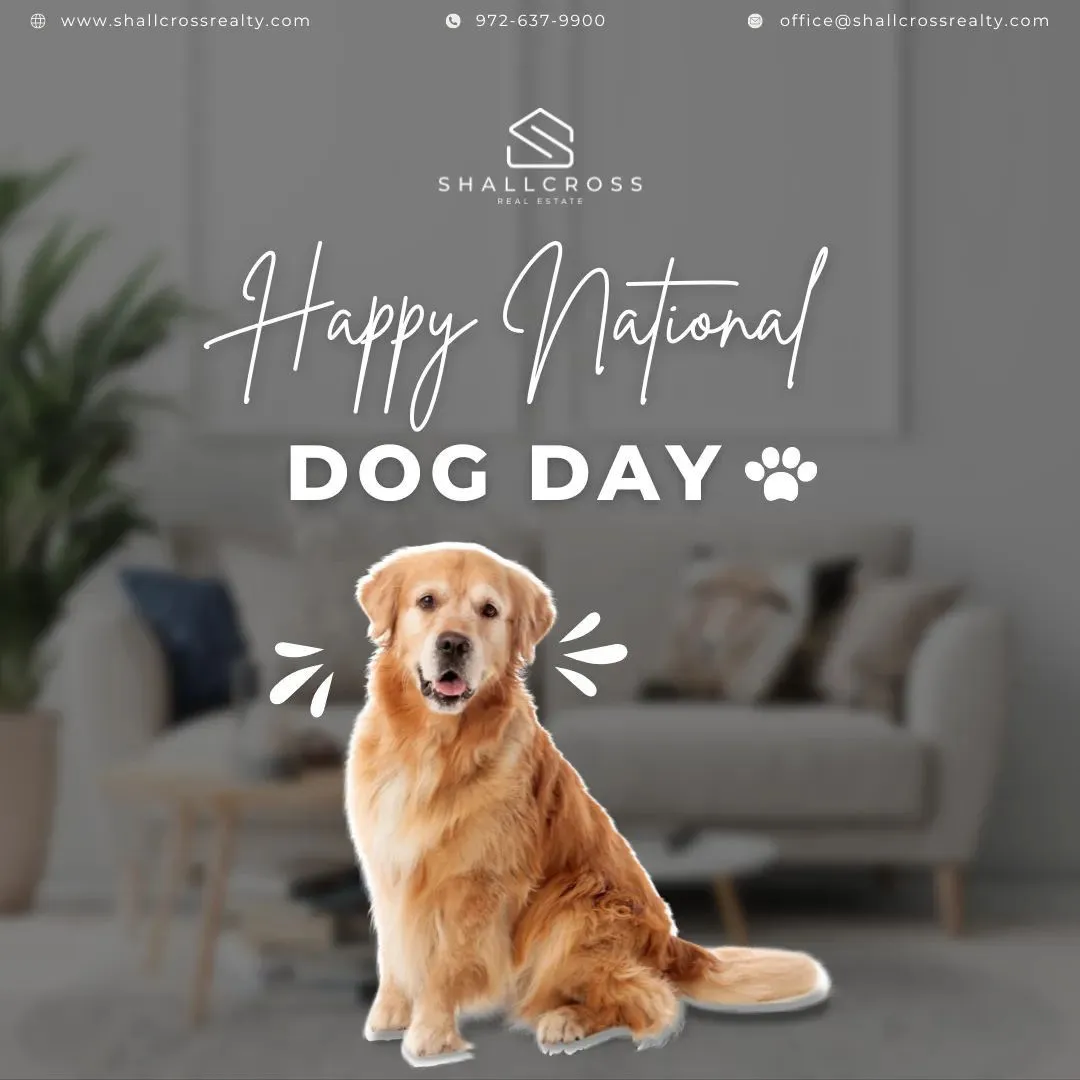 www.shallcrossrealty.com 972-637-9900 office@shallcrossrealty.com
SHALLCROSS
REAL ESTATE
Happy National
DOG DAY